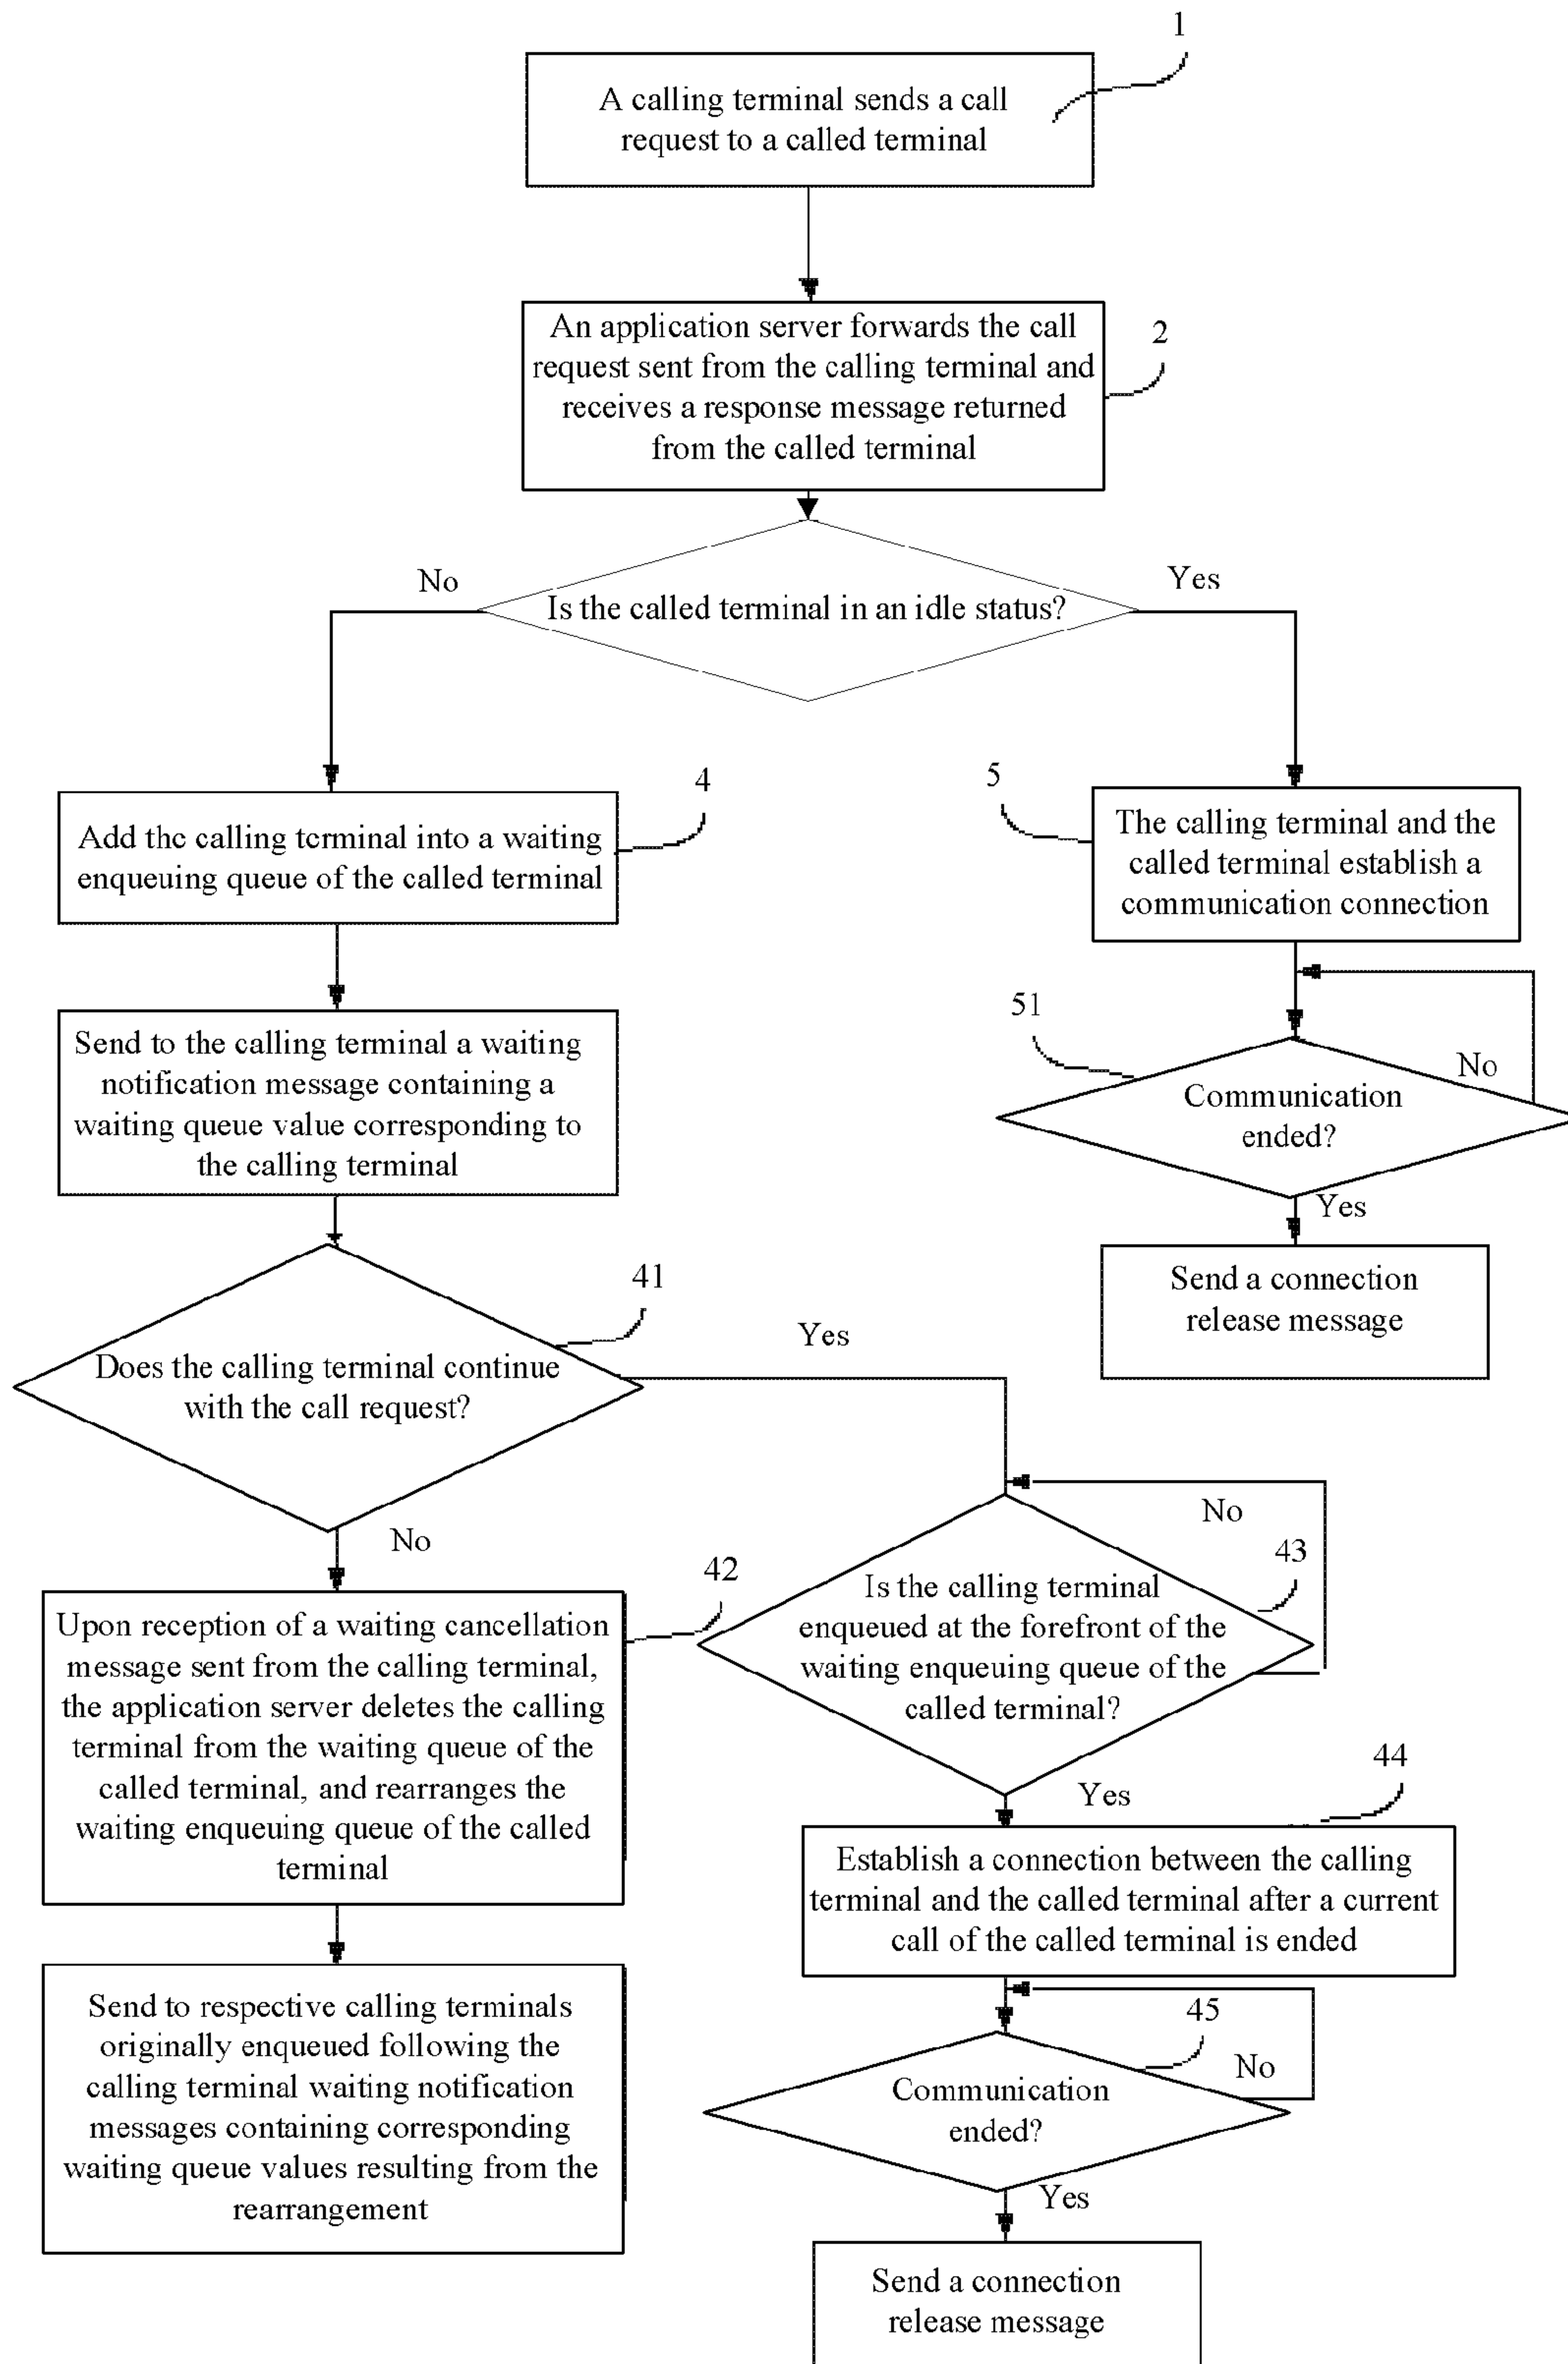 1
A calling terminal sends a call
request to a called terminal
An application server forwards the call
request sent from the calling terminal and
receives a response message returned
from the called terminal
2
Is the called terminal in an idle status?
No
Yes
4
Add the calling terminal into a waiting
enqueuing queue of the called terminal
5
The calling terminal and the
called terminal establish a
communication connection
Send to the calling terminal a waiting
notification message containing a
waiting queue value corresponding to
the calling terminal
51
No
Communication
ended?
Yes
Send a connection
release message
41
Does the calling terminal continue
with the call request?
Yes
No
No
43
Is the calling terminal
enqueued at the forefront of the
waiting enqueuing queue of the
called terminal?
42
Upon reception of a waiting cancellation
message sent from the calling terminal,
the application server deletes the calling
terminal from the waiting queue of the
called terminal, and rearranges the
waiting enqueuing queue of the called
terminal
Yes
44
Establish a connection between the calling
terminal and the called terminal after a current
call of the called terminal is ended
Send to respective calling terminals
originally enqueued following the
calling terminal waiting notification
messages containing corresponding
waiting queue values resulting from the
rearrangement
45
No
Communication
ended?
Yes
Send a connection
release message